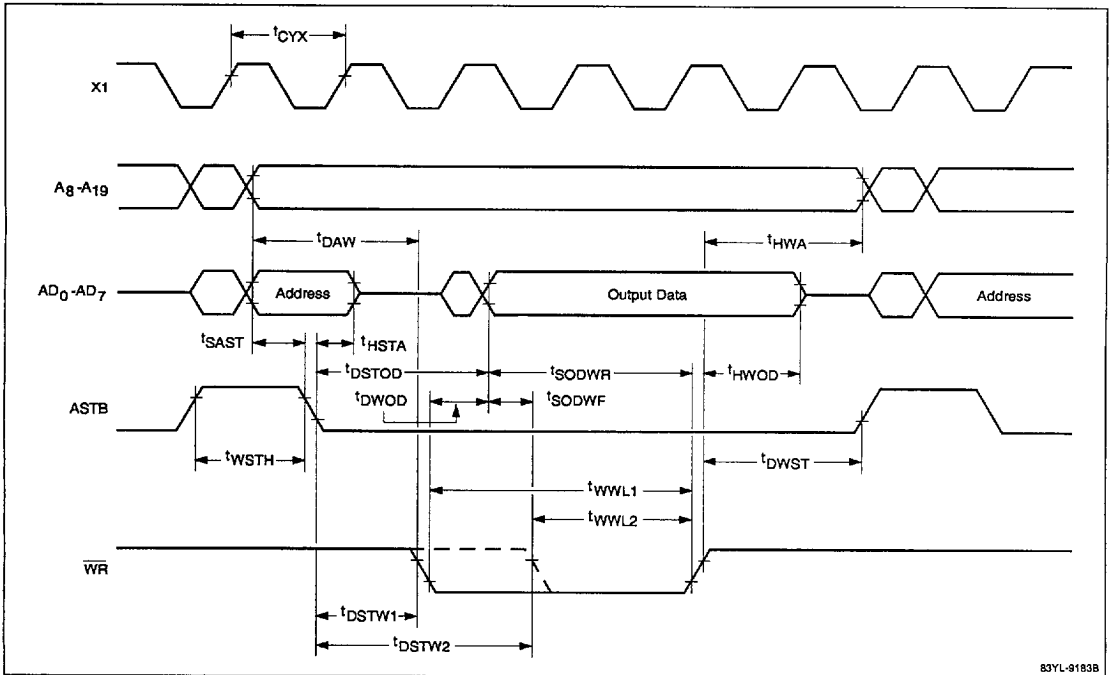 tCYX
X1
A8-A19
tDAW
tHWA
AD0-AD7
Address
Output Data
Address
tSAST
tHSTA
tDSTOD
tSODWR
tHWOD
tDWOD
tSODWF
ASTB
tWSTH
tDWST
tWWL1
tWWL2
WR
tDSTW1
tDSTW2
83YL-9183B